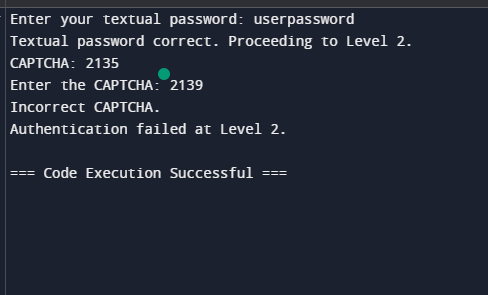 Enter your textual password: userpassword
Textual password correct. Proceeding to Level 2.
CAPTCHA: 2135
Enter the CAPTCHA: 2139
Incorrect CAPTCHA.
Authentication failed at Level 2.
=== Code Execution Successful ===